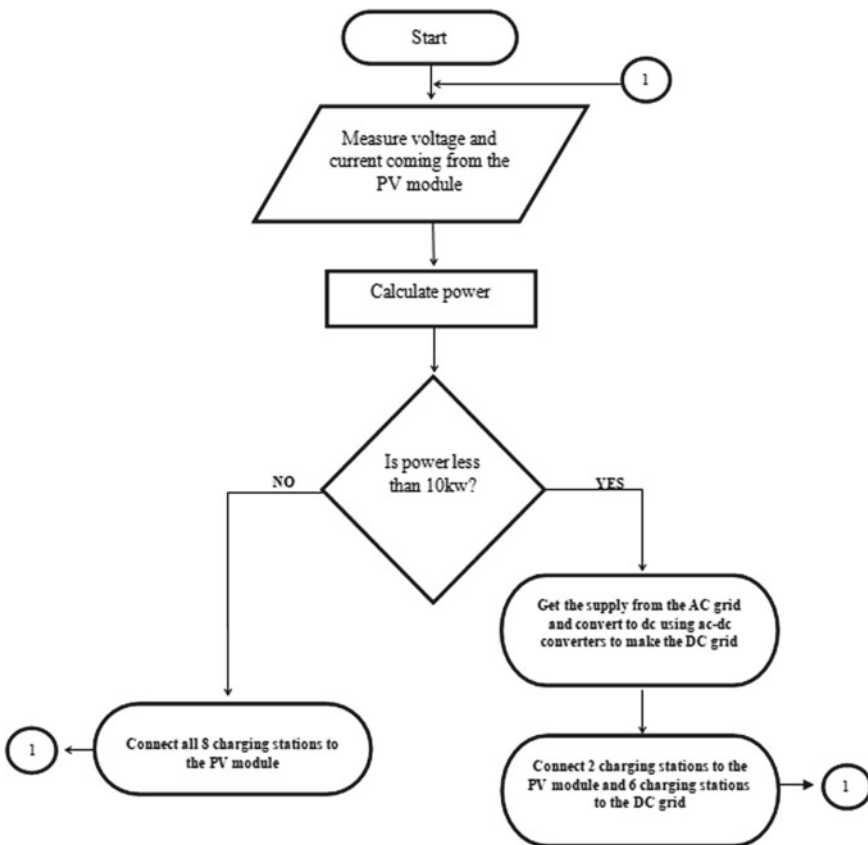 Start
1
Measure voltage and
current coming from the
PV module
Calculate power
Is power less
than 10kw?
NO
YES
Get the supply from the AC grid
and convert to dc using ac-dc
converters to make the DC grid
1
Connect all 8 charging stations to
the PV module
Connect 2 charging stations to the
PV module and 6 charging stations
to the DC grid
1